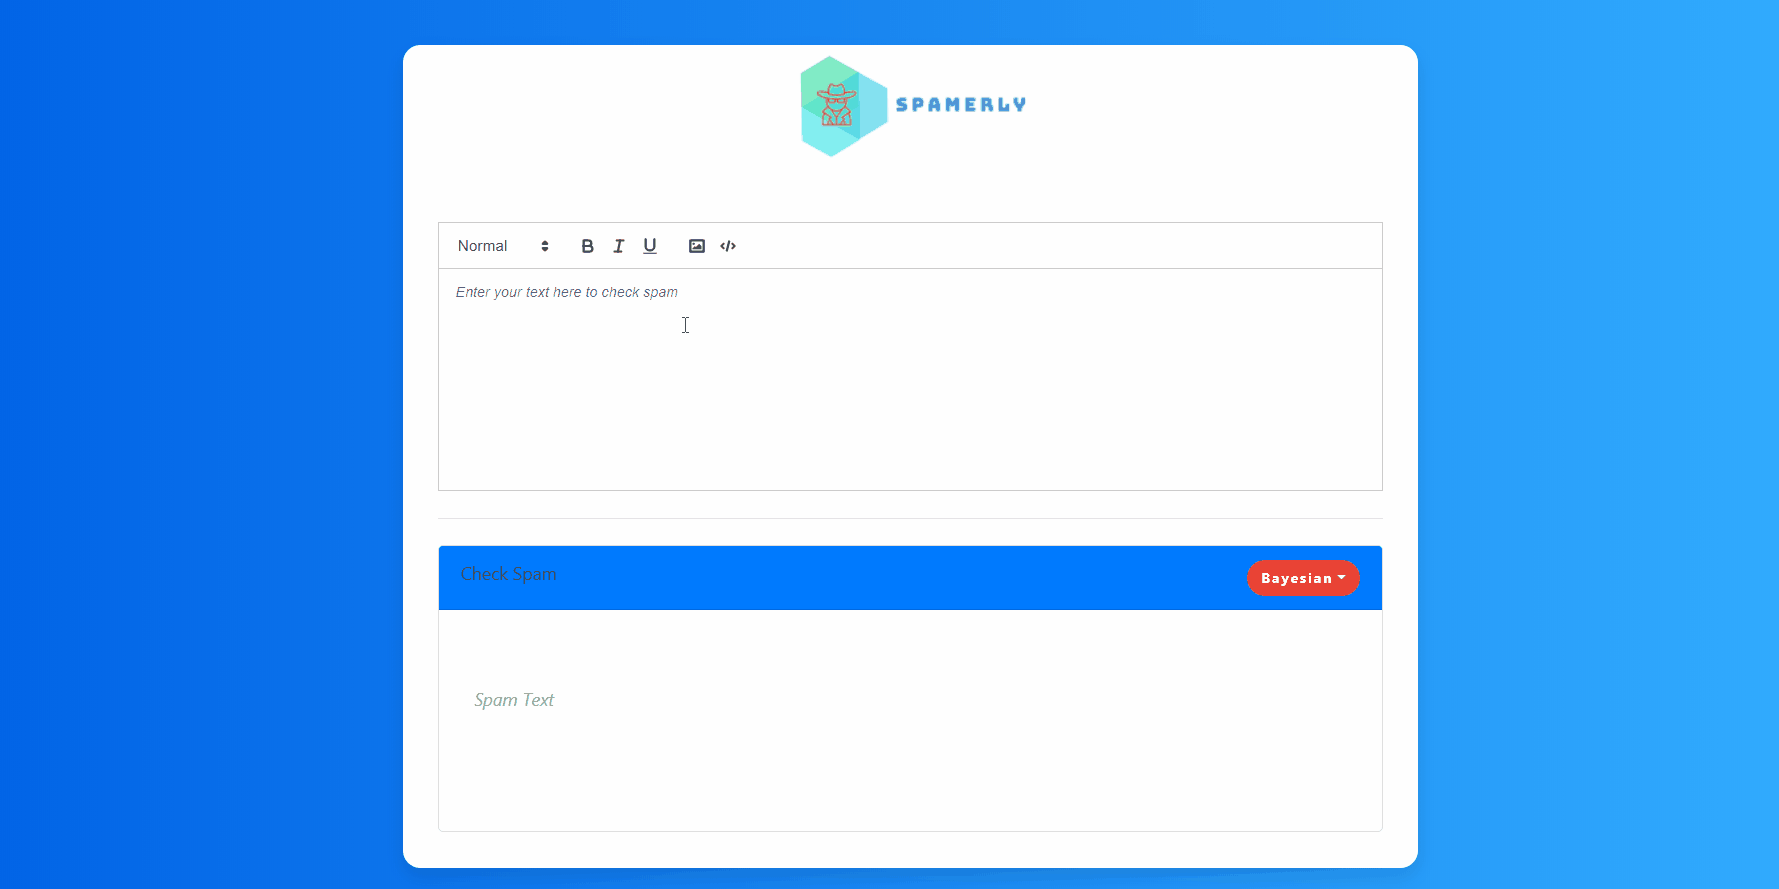 SPAMERLY
Normal
Enter your text here to check spam
Check Spam
Bayesian
Spam Text